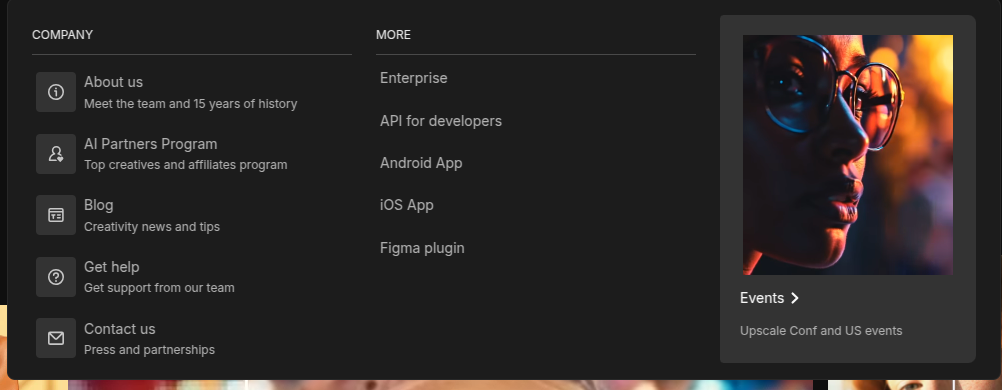 COMPANY
About us
Meet the team and 15 years of history
AI Partners Program
Top creatives and affiliates program
Blog
Creativity news and tips
Get help
Get support from our team
Contact us
Press and partnerships
MORE
Enterprise
API for developers
Android App
iOS App
Figma plugin
Events
Upscale Conf and US events